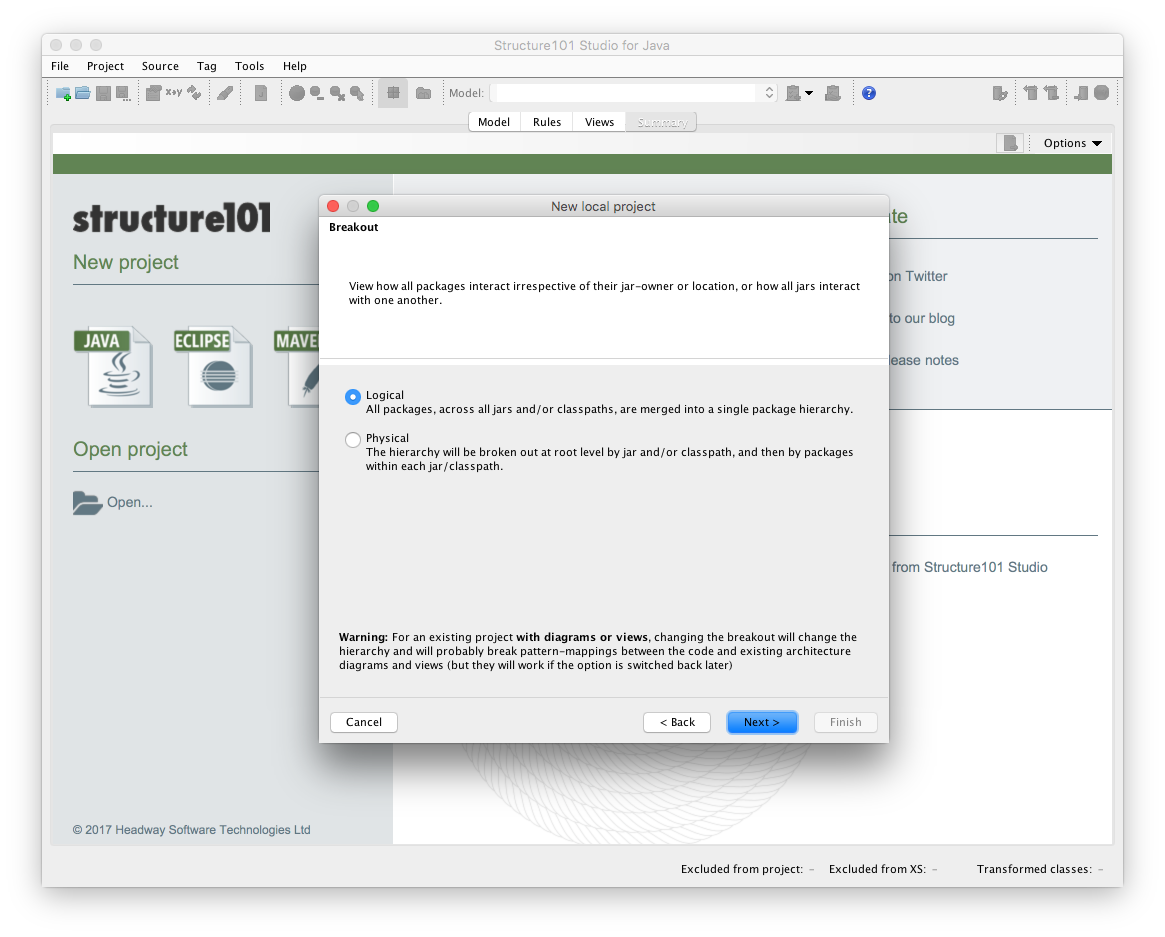 Structure101 Studio for Java
File Project Source Tag Tools Help
Model:
Model Rules Views Summary
Options
structure101
New project
JAVA
ECLIPSE
Open project
Open...
© 2017 Headway Software Technologies Ltd
New local project
Breakout
View how all packages interact irrespective of their jar-owner or location, or how all jars interact
with one another.
Logical
All packages, across all jars and/or classpaths, are merged into a single package hierarchy.
Physical
The hierarchy will be broken out at root level by jar and/or classpath, and then by packages
within each jar/classpath.
Warning: For an existing project with diagrams or views, changing the breakout will change the
hierarchy and will probably break pattern-mappings between the code and existing architecture
diagrams and views (but they will work if the option is switched back later)
Cancel < Back Next > Finish
on Twitter
to our blog
notes
from Structure101 Studio
Excluded from project: – Excluded from XS: – Transformed classes: –